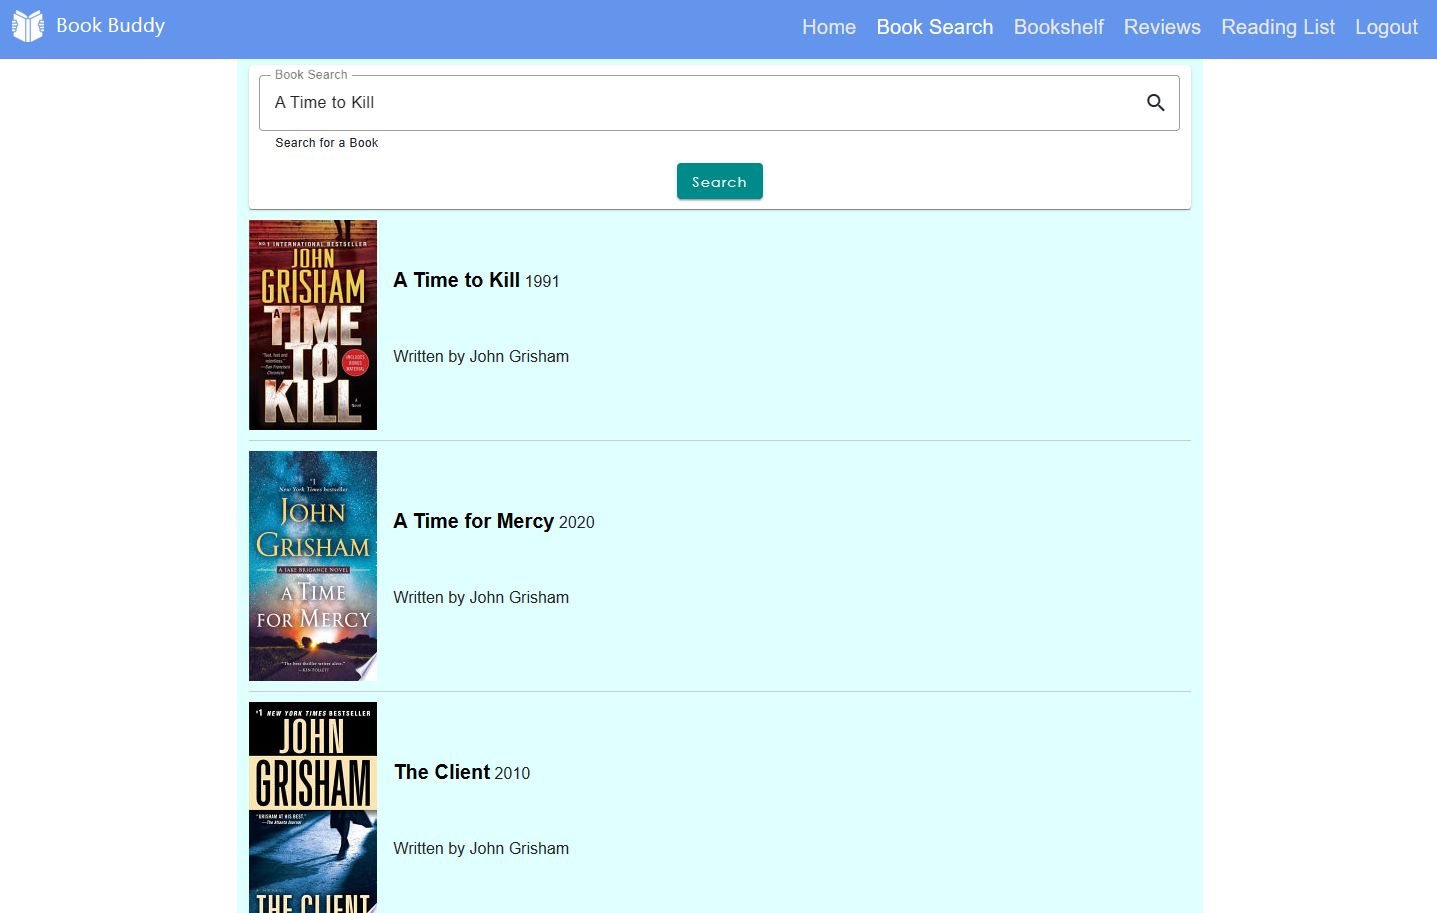 Book Buddy
Home Book Search Bookshelf Reviews Reading List Logout
Book Search
A Time to Kill
Search for a Book
Search
NO.1 INTERNATIONAL BESTSELLER
JOHN
GRISHAM
A
TIME
TO
KILL
"Taut, fast and
relentless."
—San Francisco
Chronicle
INCLUDES
BONUS
MATERIAL
A
Novel
A Time to Kill 1991
Written by John Grisham
#1
New York Times bestseller
JOHN
GRISHAM
A JAKE BRIGANCE NOVEL
A TIME
FOR MERCY
"The best thriller writer alive."
—KEN FOLLETT
A Time for Mercy 2020
Written by John Grisham
#1 NEW YORK TIMES BESTSELLER
JOHN
GRISHAM
"GRISHAM AT HIS BEST."
—The Atlanta Journal
THE CLIENT
The Client 2010
Written by John Grisham